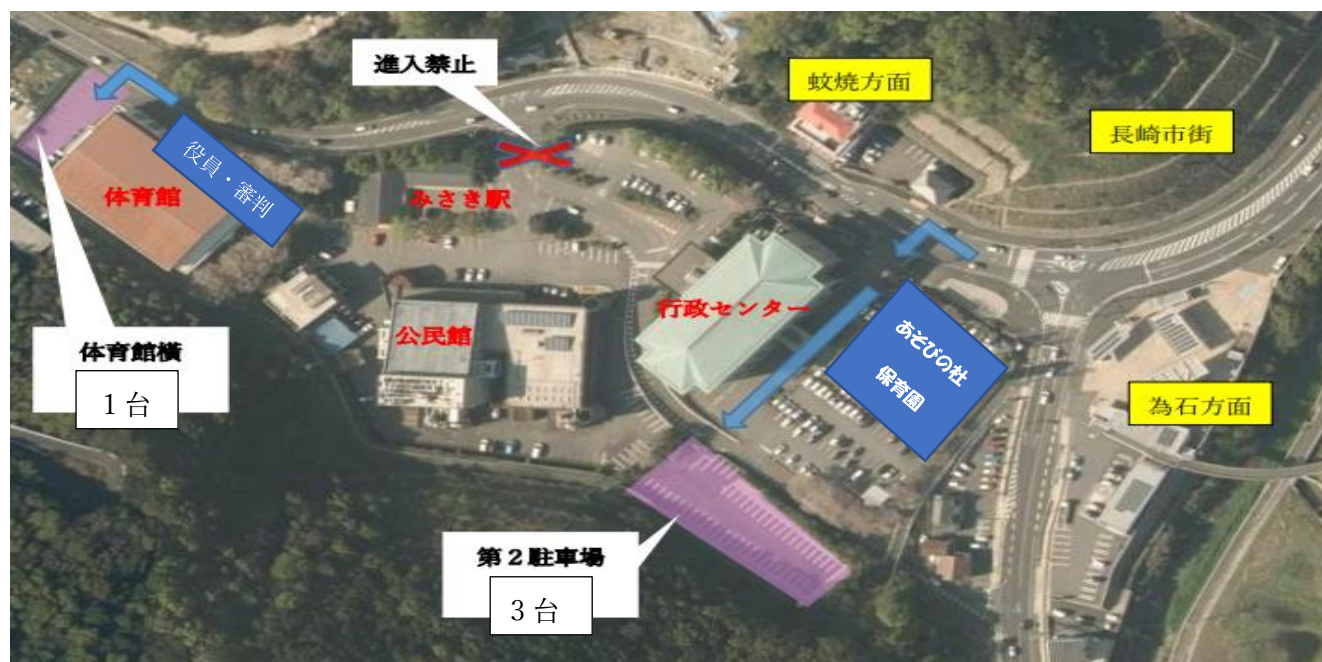 進入禁止
蚊焼方面
長崎市街
役員・審判
体育館
みさき駅
行政センター
公民館
あそびの杜
保育園
体育館横
1台
為石方面
第2駐車場
3台